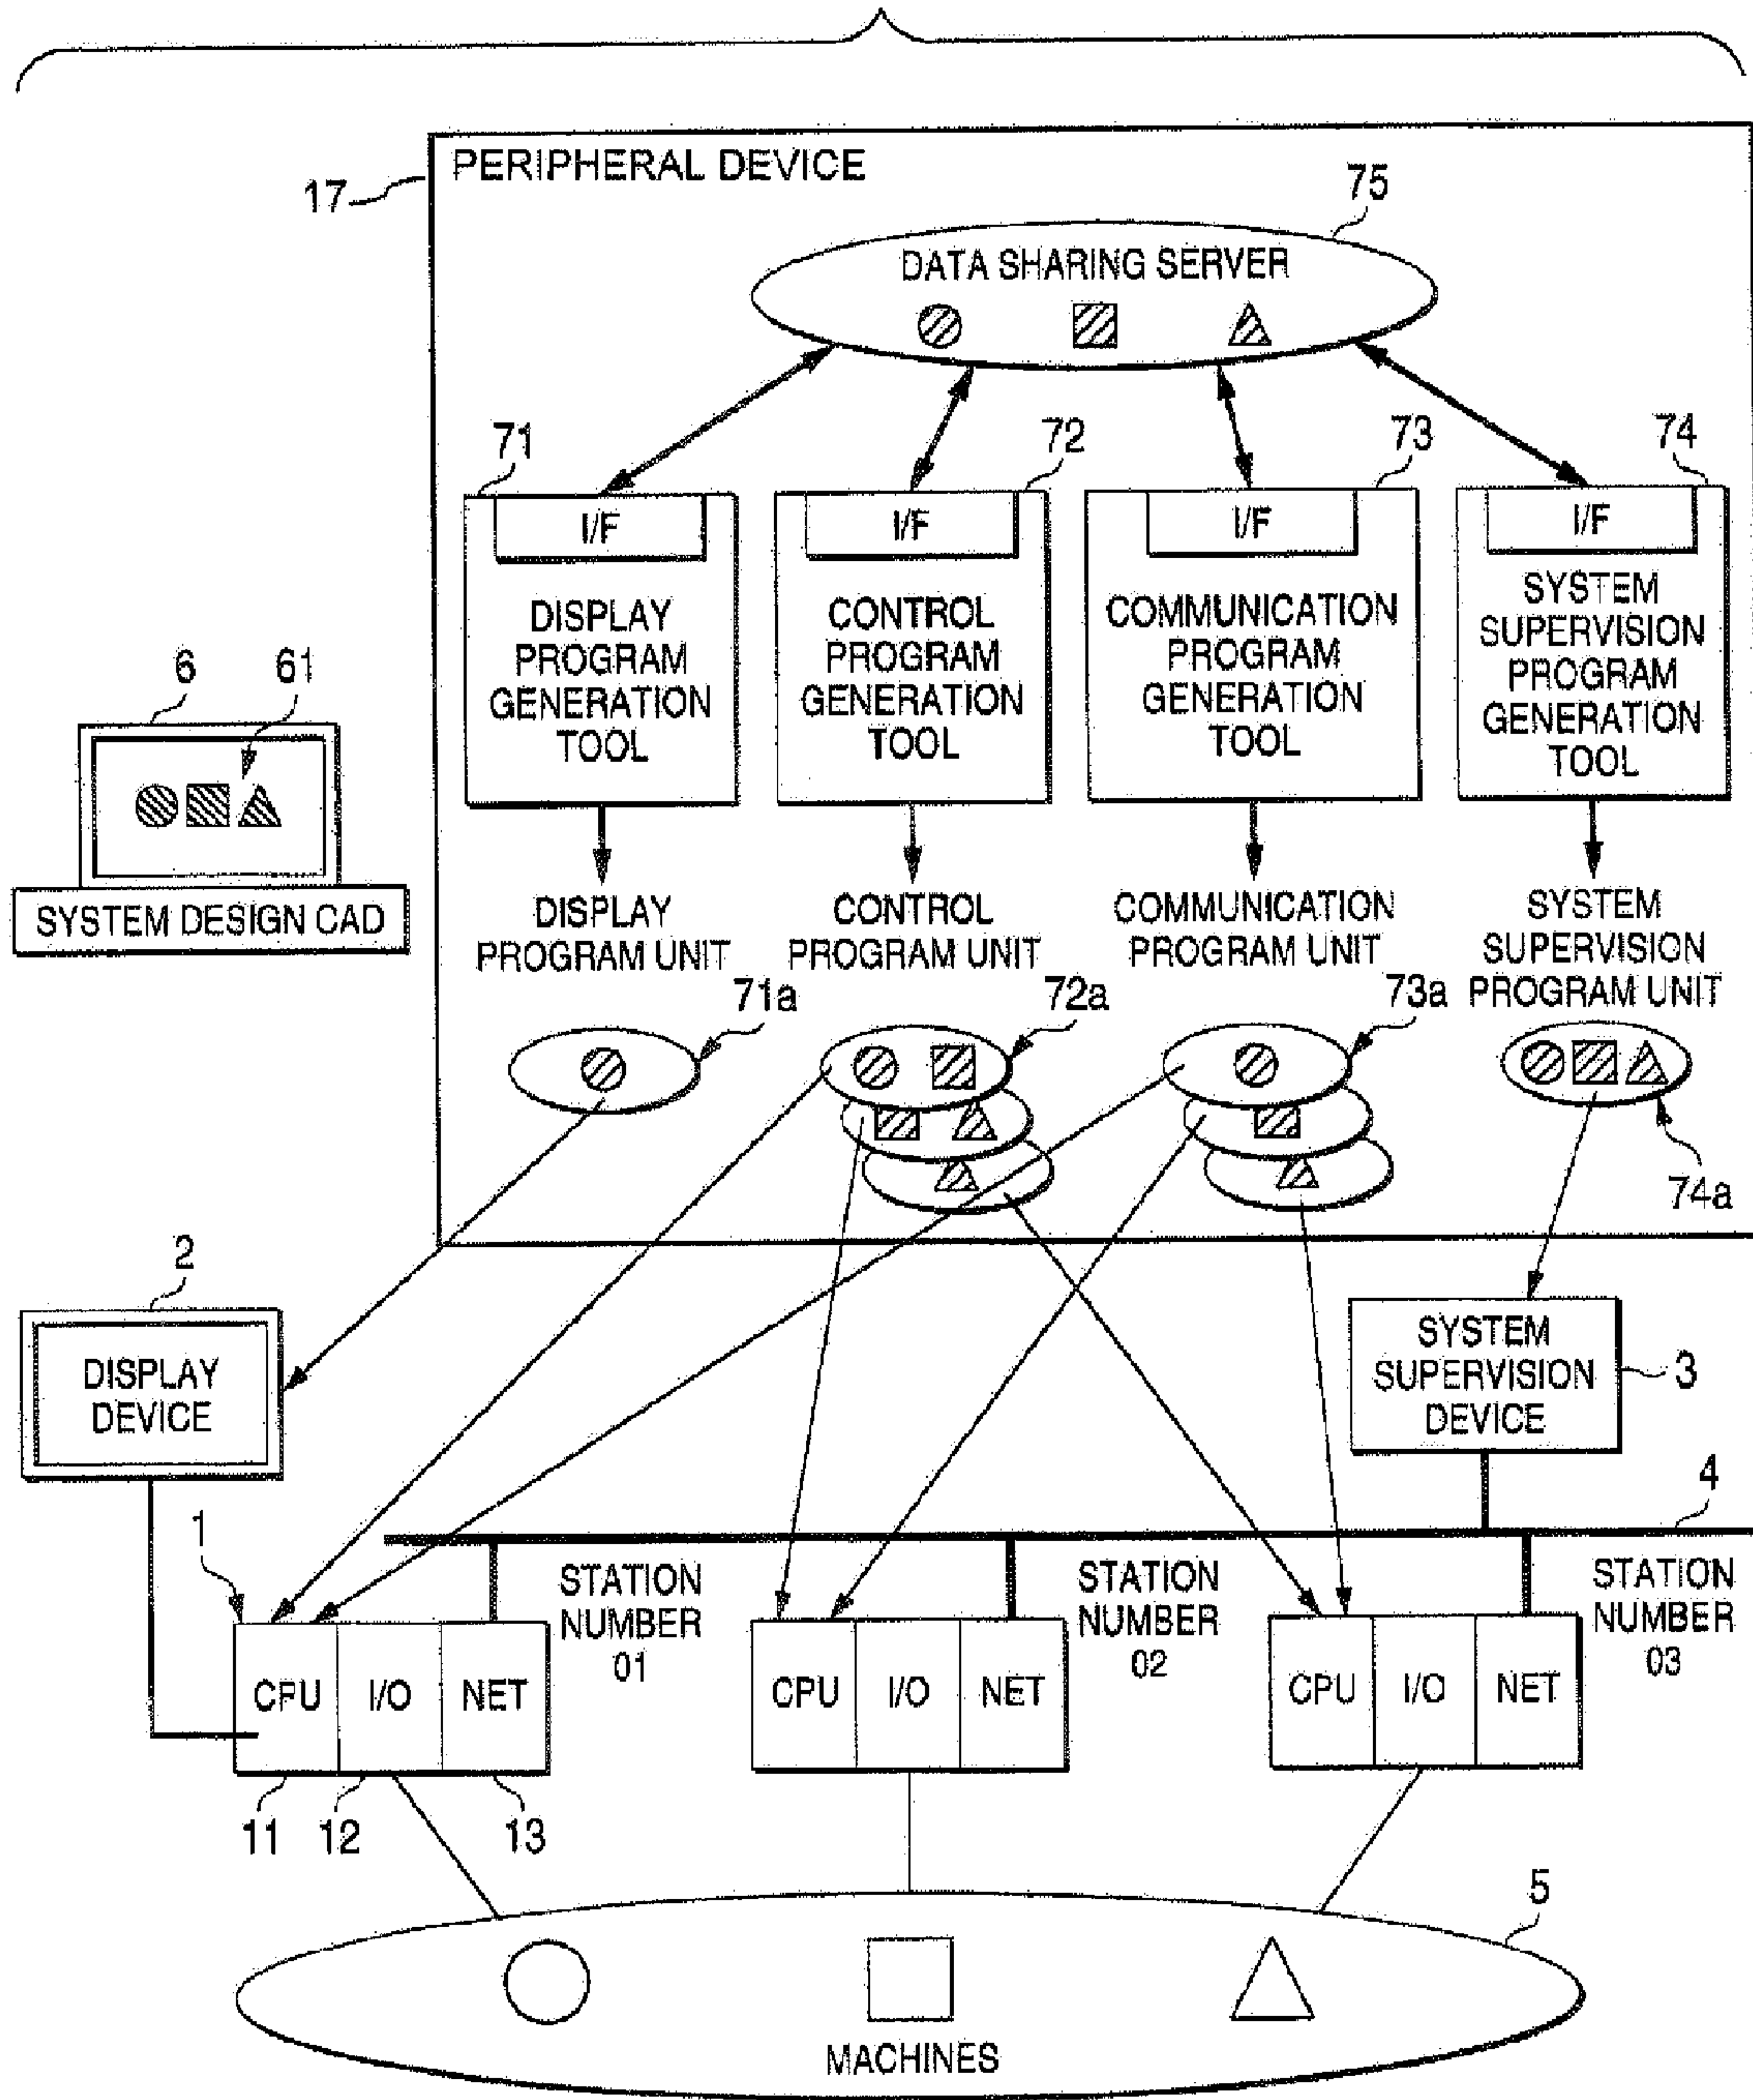 PERIPHERAL DEVICE
17
75
DATA SHARING SERVER
71
72
73
74
I/F
I/F
I/F
I/F
DISPLAY
PROGRAM
GENERATION
TOOL
CONTROL
PROGRAM
GENERATION
TOOL
COMMUNICATION
PROGRAM
GENERATION
TOOL
SYSTEM
SUPERVISION
PROGRAM
GENERATION
TOOL
6
61
SYSTEM DESIGN CAD
DISPLAY
PROGRAM UNIT
CONTROL
PROGRAM UNIT
COMMUNICATION
PROGRAM UNIT
SYSTEM
SUPERVISION
PROGRAM UNIT
71a
72a
73a
74a
2
DISPLAY
DEVICE
SYSTEM
SUPERVISION
DEVICE
3
4
1
STATION
NUMBER
01
STATION
NUMBER
02
STATION
NUMBER
03
CPU
I/O
NET
CPU
I/O
NET
CPU
I/O
NET
11
12
13
5
MACHINES